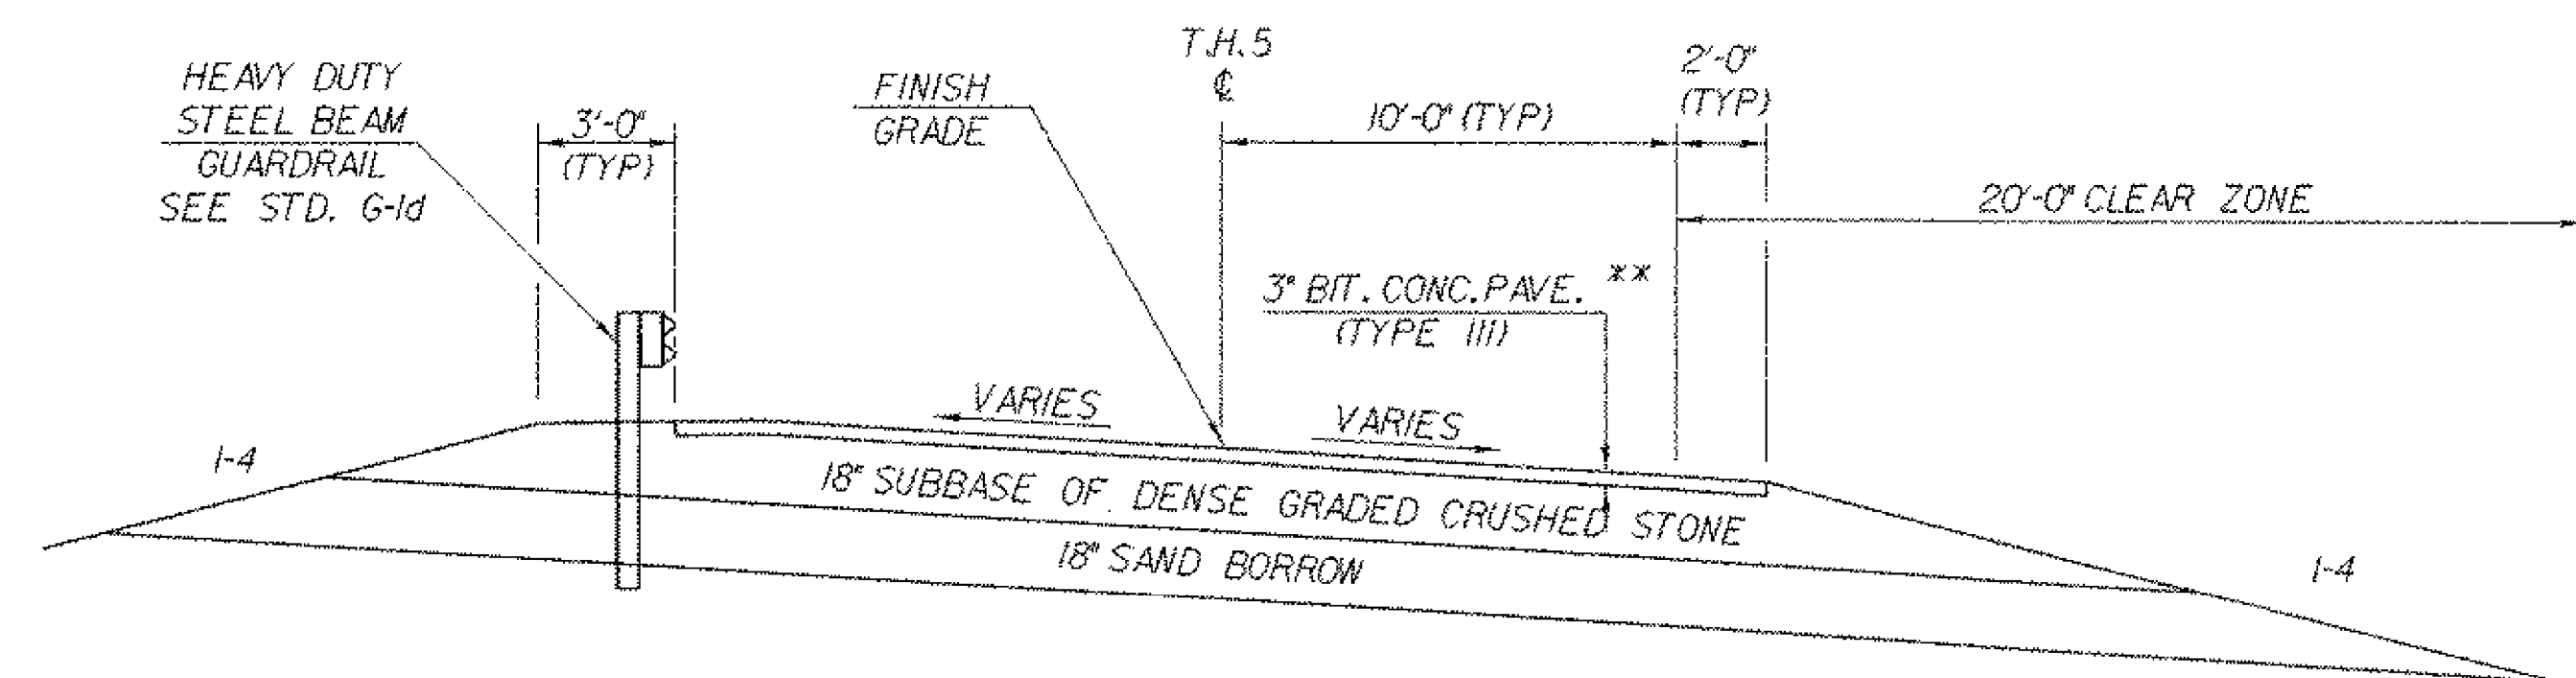 HEAVY DUTY
STEEL BEAM
GUARDRAIL
SEE STD. G-1d
3'-0"
(TYP)
FINISH
GRADE
T.H.5
℄
10'-0" (TYP)
2'-0"
(TYP)
20'-0" CLEAR ZONE
3" BIT. CONC. PAVE. **
(TYPE III)
VARIES
VARIES
1-4
18" SUBBASE OF DENSE GRADED CRUSHED STONE
18" SAND BORROW
1-4